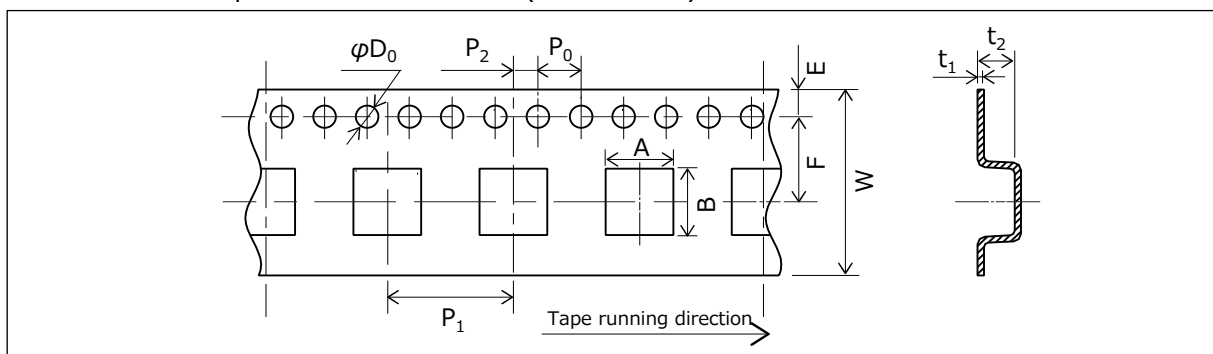 φD₀
P₂
P₀
E
t₁
t₂
A
B
F
W
P₁
Tape running direction